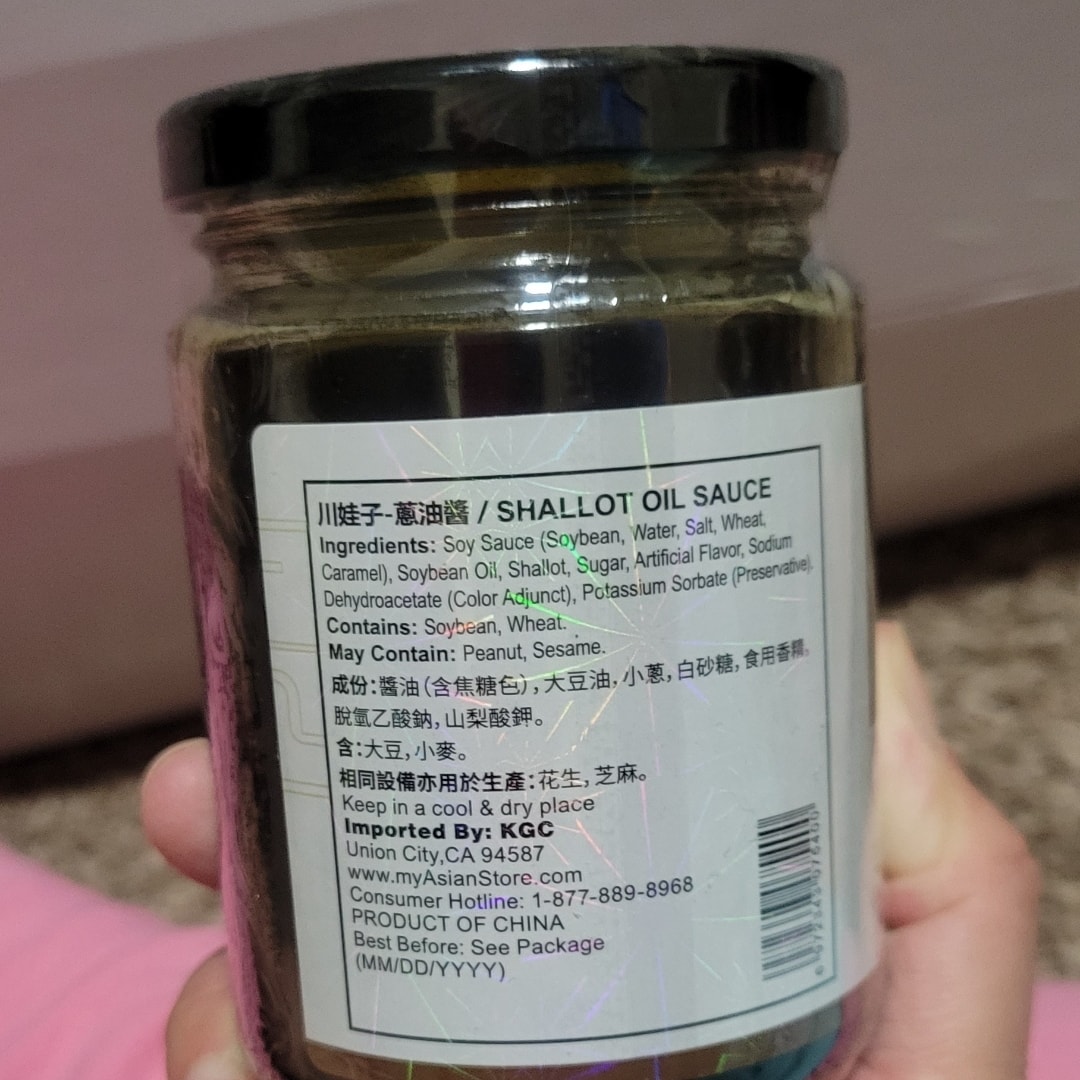 川娃子-蔥油醬 / SHALLOT OIL SAUCE
Ingredients: Soy Sauce (Soybean, Water, Salt, Wheat,
Caramel), Soybean Oil, Shallot, Sugar, Artificial Flavor, Sodium
Dehydroacetate (Color Adjunct), Potassium Sorbate (Preservative).
Contains: Soybean, Wheat.
May Contain: Peanut, Sesame.
成份:醬油(含焦糖包),大豆油,小蔥,白砂糖,食用香精,
脫氫乙酸鈉,山梨酸鉀。
含:大豆,小麥。
相同設備亦用於生產:花生,芝麻。
Keep in a cool & dry place
Imported By: KGC
Union City,CA 94587
www.myAsianStore.com
Consumer Hotline: 1-877-889-8968
PRODUCT OF CHINA
Best Before: See Package
(MM/DD/YYYY)